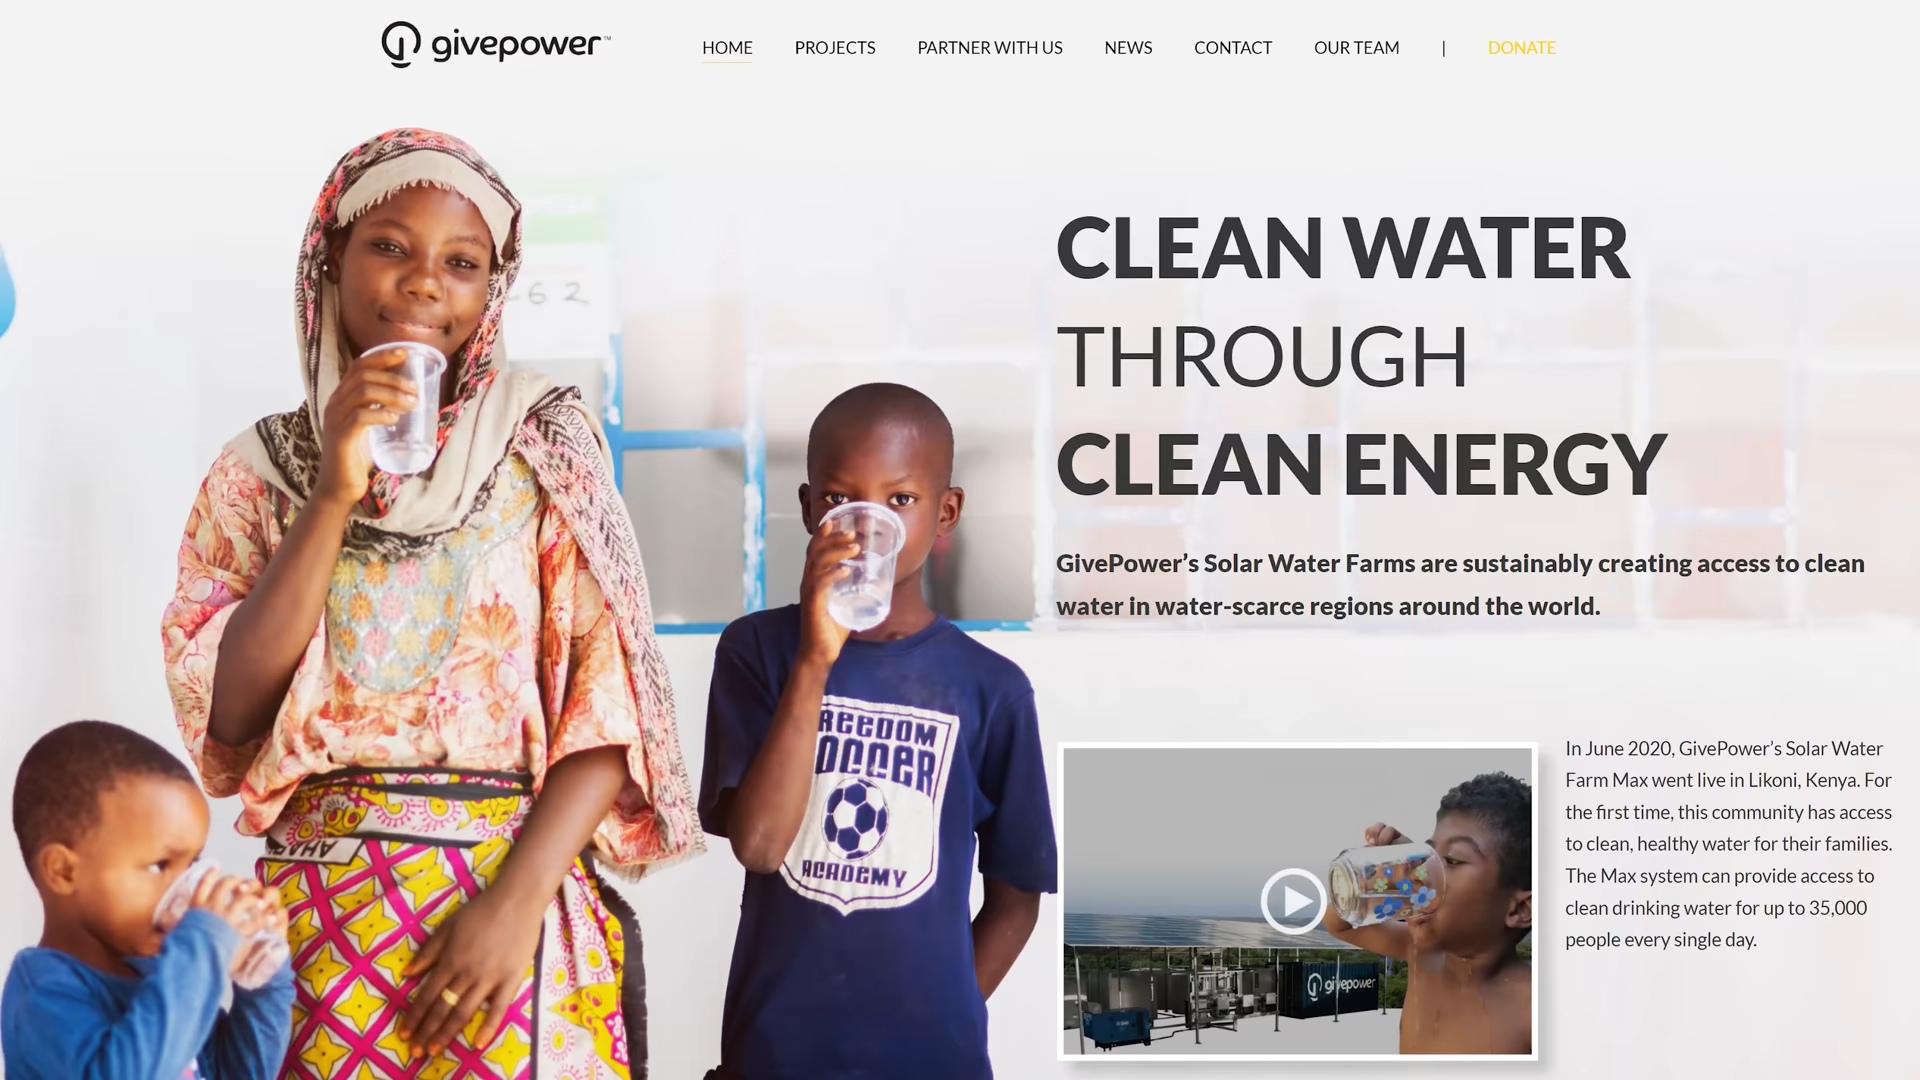 givepower™
HOME PROJECTS PARTNER WITH US NEWS CONTACT OUR TEAM | DONATE
62
CLEAN WATER
THROUGH
CLEAN ENERGY
GivePower’s Solar Water Farms are sustainably creating access to clean
water in water-scarce regions around the world.
REEDOM
OCCER
ACADEMY
In June 2020, GivePower’s Solar Water
Farm Max went live in Likoni, Kenya. For
the first time, this community has access
to clean, healthy water for their families.
The Max system can provide access to
clean drinking water for up to 35,000
people every single day.
givepower